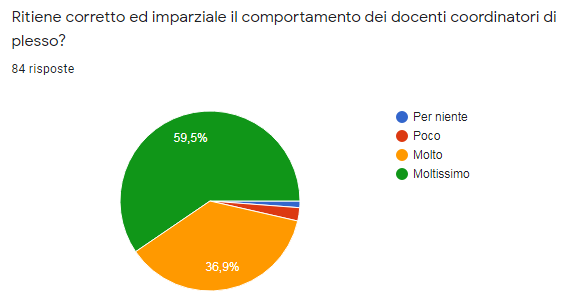 Ritiene corretto ed imparziale il comportamento dei docenti coordinatori di
plesso?
84 risposte
59,5%
36,9%
Per niente
Poco
Molto
Moltissimo